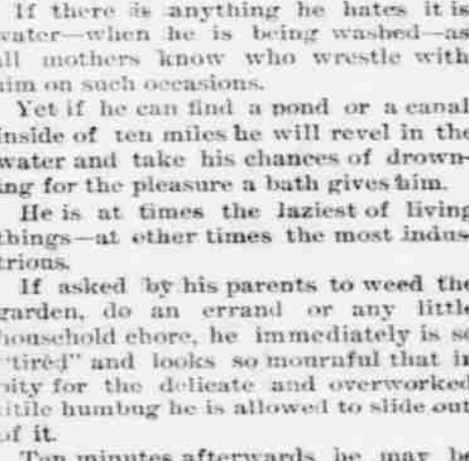 If there is anything he hates it is
water—when he is being washed—as
all mothers know who wrestle with
him on such occasions.
Yet if he can find a pond or a canal
inside of ten miles he will revel in the
water and take his chances of drown-
ing for the pleasure a bath gives him.
He is at times the laziest of living
things—at other times the most indus-
trious.
If asked by his parents to weed the
garden, do an errand or any little
household chore, he immediately is so
"tired" and looks so mournful that in
pity for the delicate and overworked
little humbug he is allowed to slide out
of it.
Ten minutes afterwards he may be